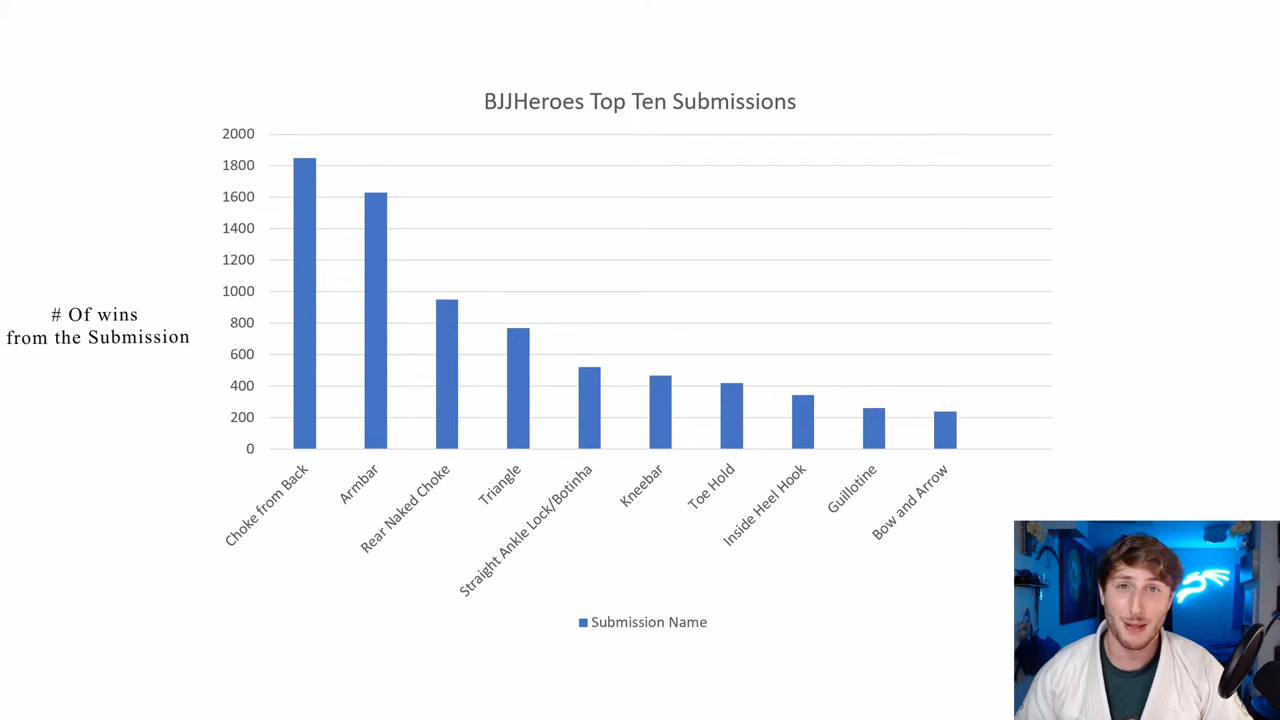 BJJHeroes Top Ten Submissions
2000
1800
1600
1400
1200
1000
800
600
400
200
0
# Of wins
from the Submission
Choke from Back
Armbar
Rear Naked Choke
Triangle
Straight Ankle Lock/Botinha
Kneebar
Toe Hold
Inside Heel Hook
Guillotine
Bow and Arrow
Submission Name